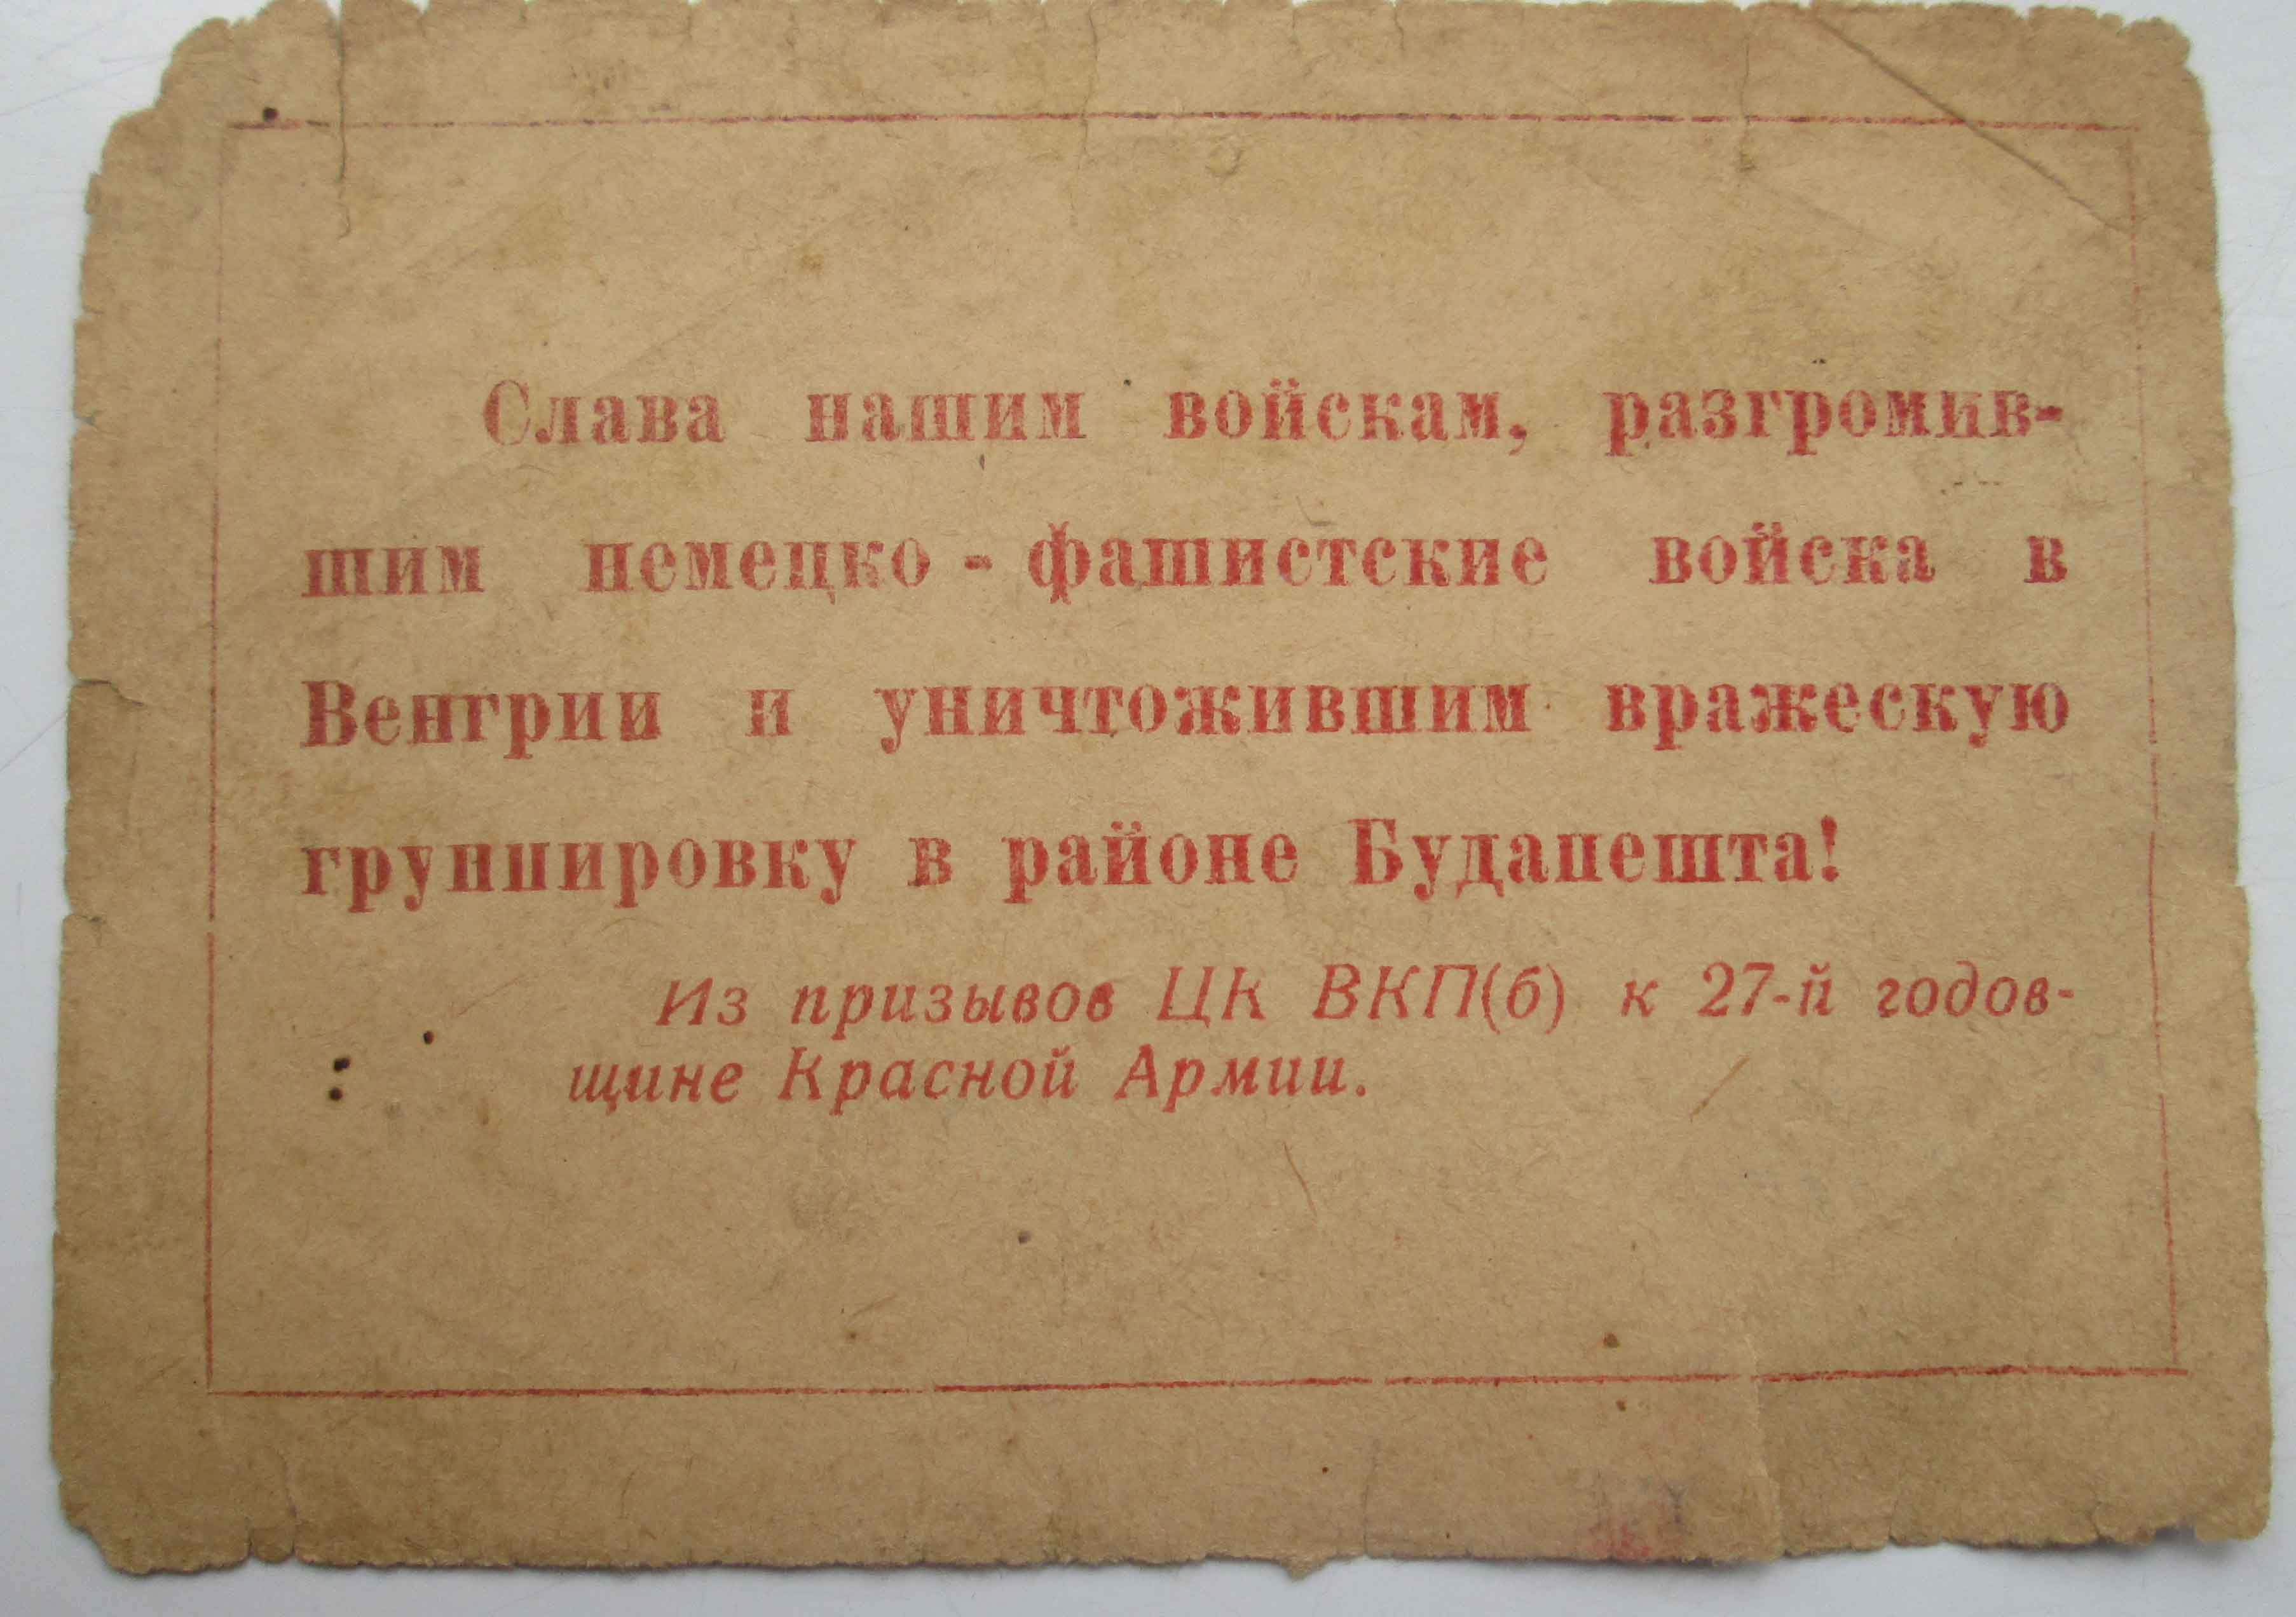 Слава нашим войскам, разгромив-
шим немецко - фашистские войска в
Венгрии и уничтожившим вражескую
группировку в районе Будапешта!
Из призывов ЦК ВКП(б) к 27-й годов-
щине Красной Армии.